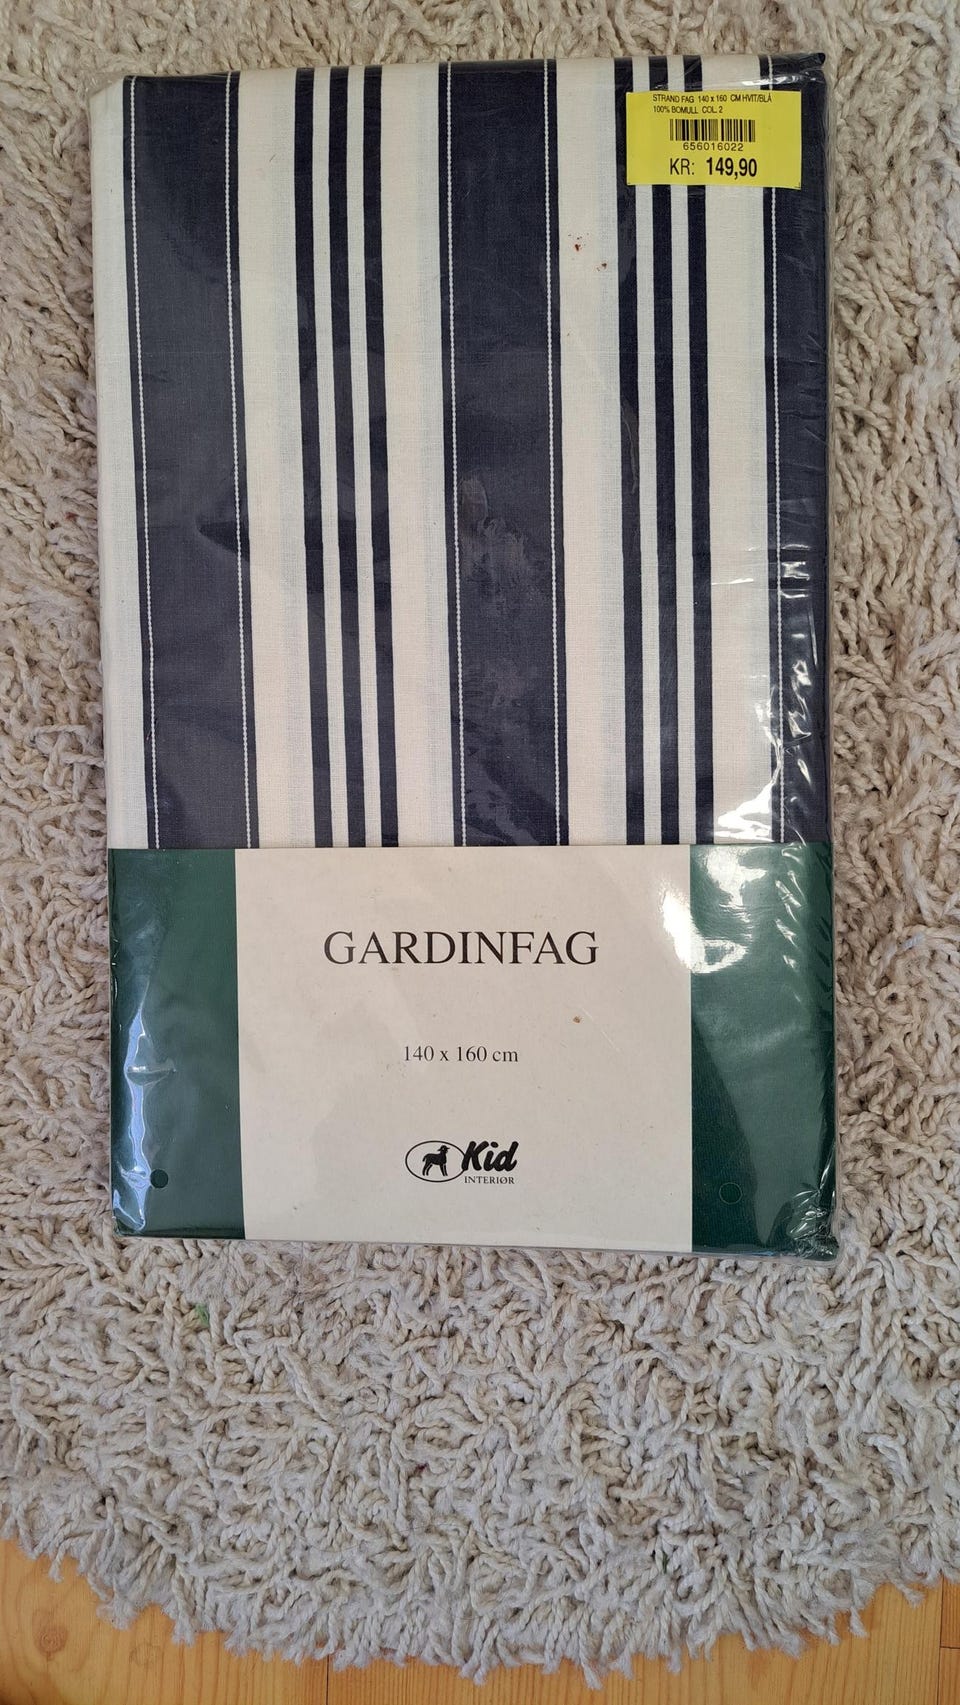 STRAND FAG 140 x 160 CM HVIT/BLÅ
100% BOMULL COL. 2
656016022
KR: 149,90
GARDINFAG
140 x 160 cm
Kid
INTERIØR